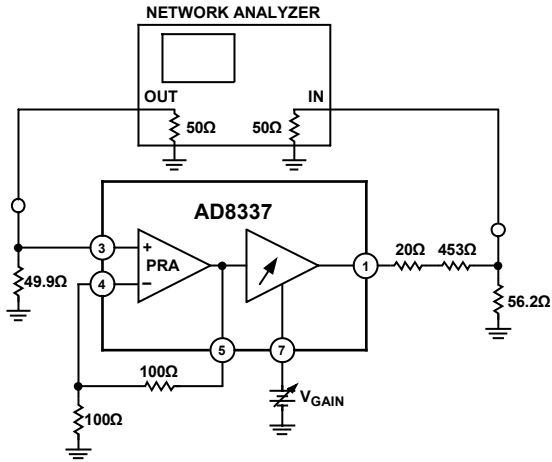 NETWORK ANALYZER
OUT
IN
50Ω
50Ω
AD8337
3
+
PRA
4
−
1
20Ω
453Ω
49.9Ω
56.2Ω
5
7
100Ω
VGAIN
100Ω